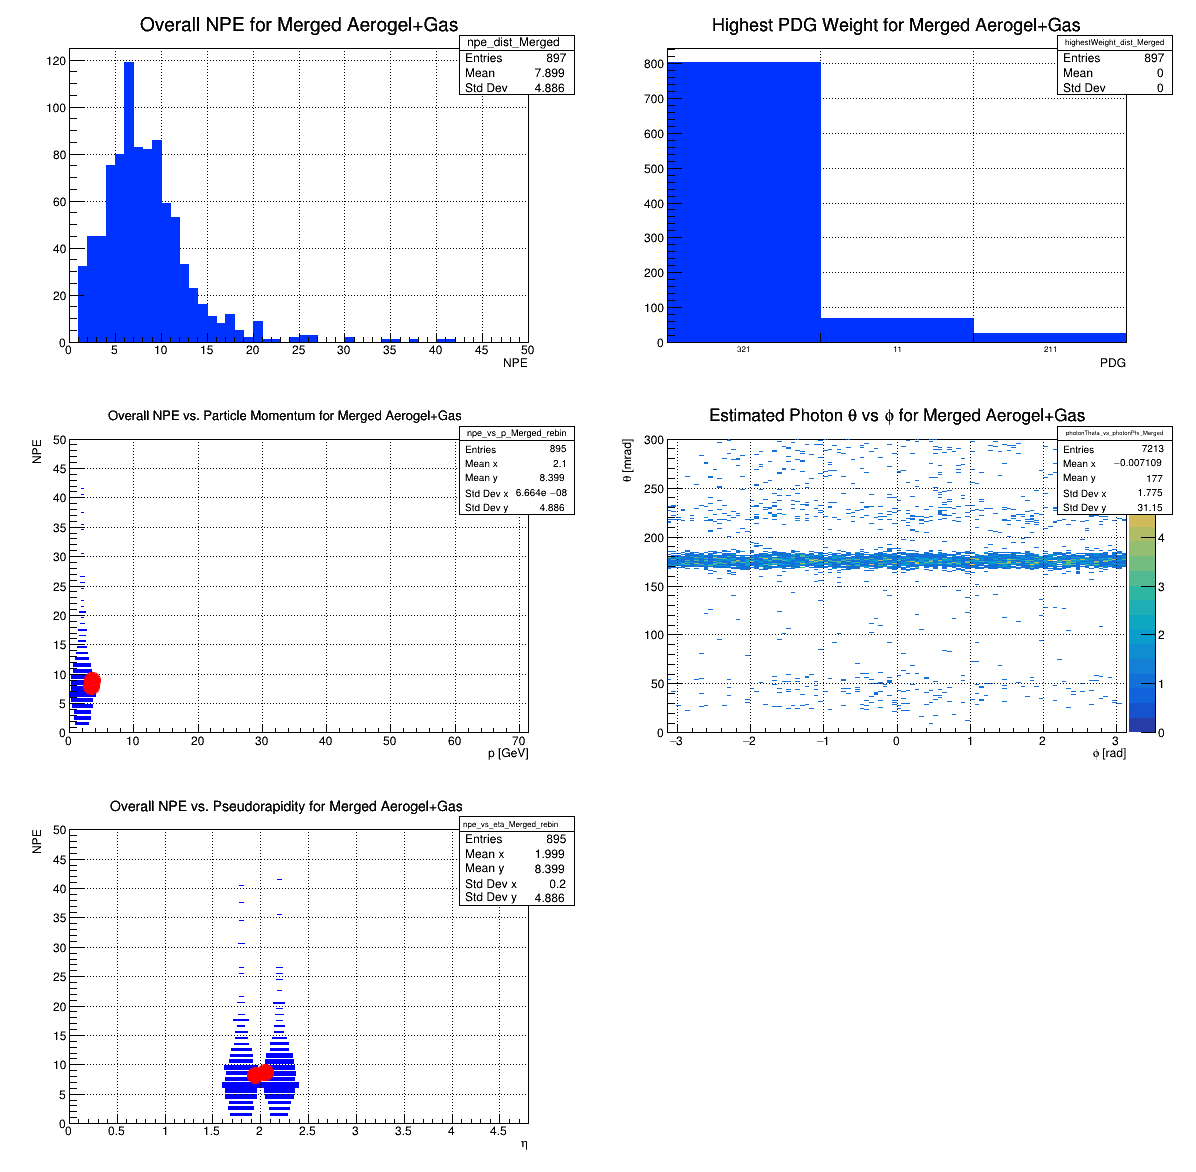 Overall NPE for Merged Aerogel+Gas
npe_dist_Merged
Entries 897
Mean 7.899
Std Dev 4.886
120
100
80
60
40
20
0
0 5 10 15 20 25 30 35 40 45 50
NPE
Highest PDG Weight for Merged Aerogel+Gas
highestWeight_dist_Merged
Entries 897
Mean 0
Std Dev 0
800
700
600
500
400
300
200
100
0
321 11 211
PDG
Overall NPE vs. Particle Momentum for Merged Aerogel+Gas
npe_vs_p_Merged_rebin
Entries 895
Mean x 2.1
Mean y 8.399
Std Dev x 6.664e −08
Std Dev y 4.886
NPE
50
45
40
35
30
25
20
15
10
5
0
0 10 20 30 40 50 60 70
p [GeV]
Estimated Photon θ vs ϕ for Merged Aerogel+Gas
photonTheta_vs_photonPhi_Merged
Entries 7213
Mean x −0.007109
Mean y 177
Std Dev x 1.775
Std Dev y 31.15
θ [mrad]
300
250
200
150
100
50
0
−3 −2 −1 0 1 2 3
ϕ [rad]
4
3
2
1
0
Overall NPE vs. Pseudorapidity for Merged Aerogel+Gas
npe_vs_eta_Merged_rebin
Entries 895
Mean x 1.999
Mean y 8.399
Std Dev x 0.2
Std Dev y 4.886
NPE
50
45
40
35
30
25
20
15
10
5
0
0 0.5 1 1.5 2 2.5 3 3.5 4 4.5
η